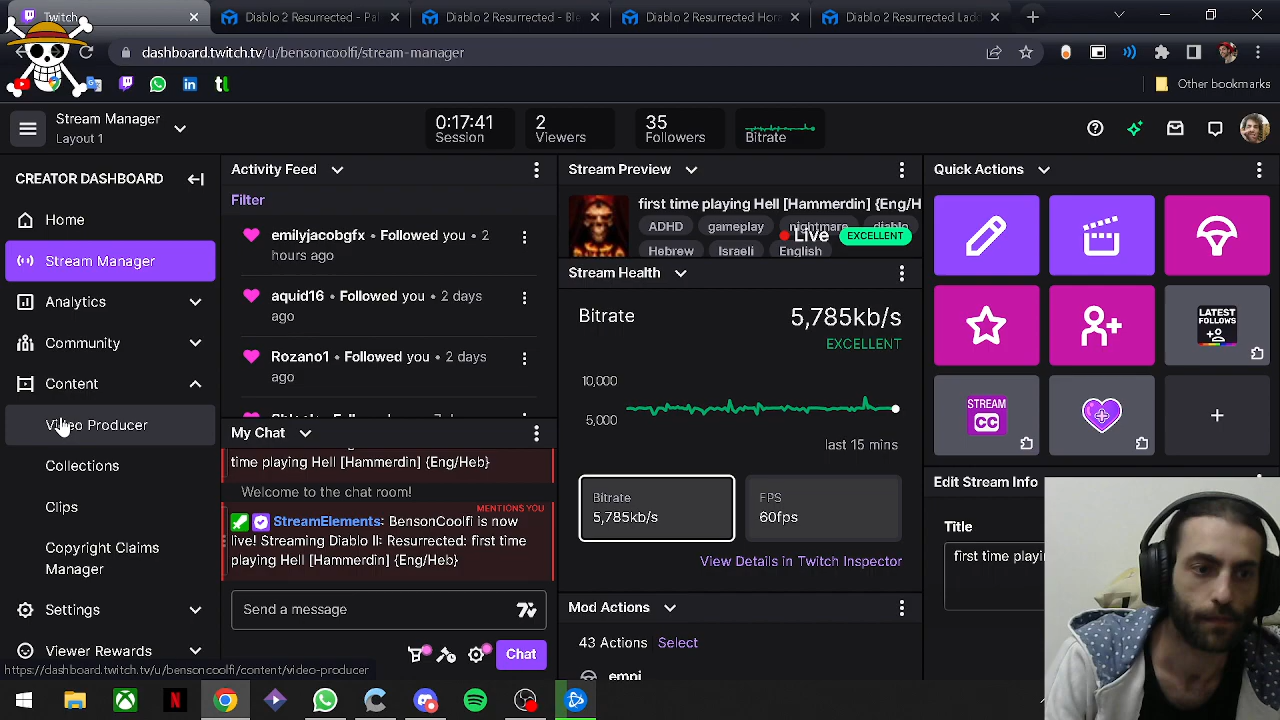 Twitch
Diablo 2 Resurrected - Pal
Diablo 2 Resurrected - Ble
Diablo 2 Resurrected Horr
Diablo 2 Resurrected Lad
dashboard.twitch.tv/u/bensoncoolfi/stream-manager
Other bookmarks
Stream Manager
Layout 1
0:17:41
Session
2
Viewers
35
Followers
Bitrate
CREATOR DASHBOARD
Home
Stream Manager
Analytics
Community
Content
Video Producer
Collections
Clips
Copyright Claims
Manager
Settings
Viewer Rewards
https://dashboard.twitch.tv/u/bensoncoolfi/content/video-producer
Activity Feed
Filter
emilyjacobgfx • Followed you • 2
hours ago
aquid16 • Followed you • 2 days
ago
Rozano1 • Followed you • 2 days
ago
My Chat
time playing Hell [Hammerdin] {Eng/Heb}
Welcome to the chat room!
MENTIONS YOU
StreamElements: BensonCoolfi is now
live! Streaming Diablo II: Resurrected: first time
playing Hell [Hammerdin] {Eng/Heb}
Send a message
Chat
Stream Preview
first time playing Hell [Hammerdin] {Eng/H
ADHD
gameplay
nightmare
diablo
Hebrew
Israeli
English
Live
EXCELLENT
Stream Health
Bitrate
5,785kb/s
EXCELLENT
10,000
5,000
last 15 mins
Bitrate
5,785kb/s
FPS
60fps
View Details in Twitch Inspector
Mod Actions
43 Actions
Select
empi
Quick Actions
LATEST
FOLLOWS
STREAM
CC
Edit Stream Info
Title
first time playin